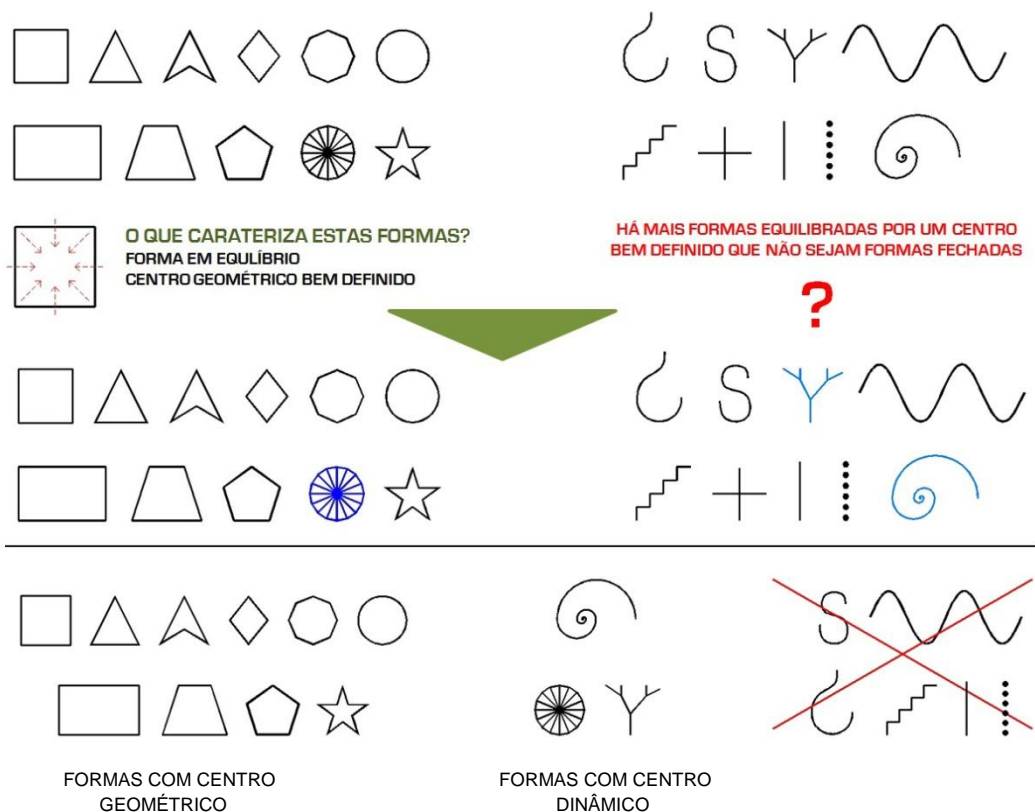 O QUE CARATERIZA ESTAS FORMAS?
FORMA EM EQULÍBRIO
CENTRO GEOMÉTRICO BEM DEFINIDO
HÁ MAIS FORMAS EQUILIBRADAS POR UM CENTRO
BEM DEFINIDO QUE NÃO SEJAM FORMAS FECHADAS
?
FORMAS COM CENTRO
GEOMÉTRICO
FORMAS COM CENTRO
DINÂMICO